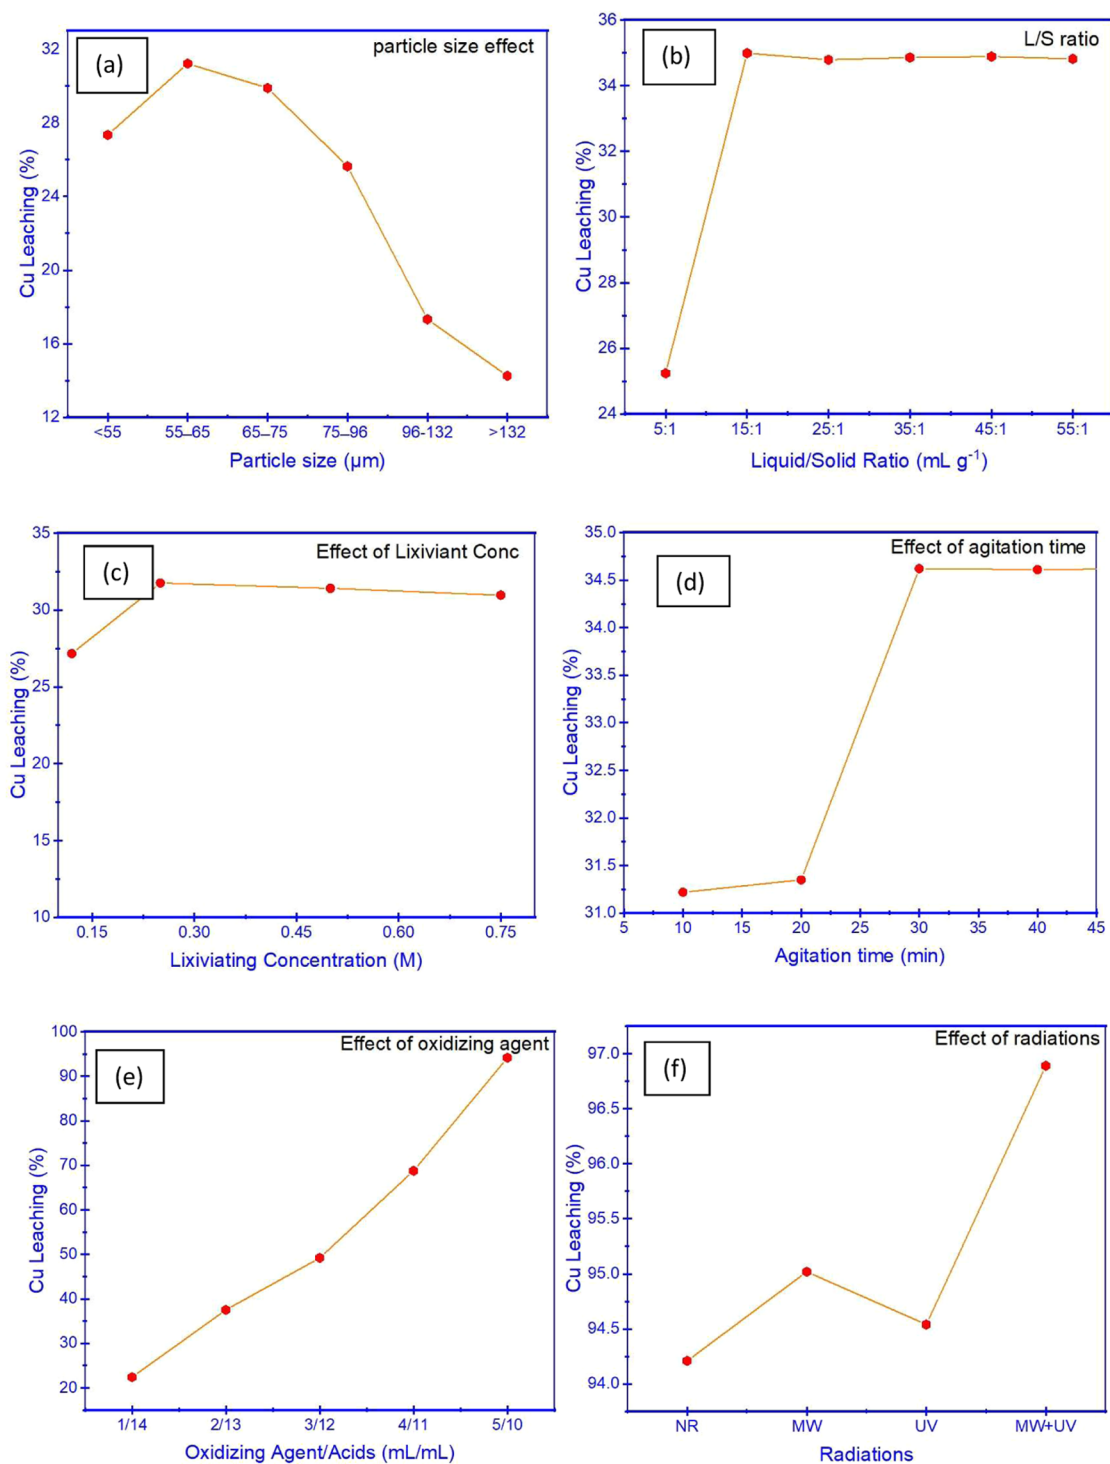 particle size effect
(a)
32
28
24
20
16
12
Cu Leaching (%)
<55 55–65 65–75 75–96 96-132 >132
Particle size (µm)
L/S ratio
(b)
36
34
32
30
28
26
24
Cu Leaching (%)
5:1 15:1 25:1 35:1 45:1 55:1
Liquid/Solid Ratio (mL g-1)
Effect of Lixiviant Conc
(c)
35
30
25
20
15
10
Cu Leaching (%)
0.15 0.30 0.45 0.60 0.75
Lixiviating Concentration (M)
Effect of agitation time
(d)
35.0
34.5
34.0
33.5
33.0
32.5
32.0
31.5
31.0
Cu Leaching (%)
5 10 15 20 25 30 35 40 45
Agitation time (min)
Effect of oxidizing agent
(e)
100
90
80
70
60
50
40
30
20
Cu Leaching (%)
1/14 2/13 3/12 4/11 5/10
Oxidizing Agent/Acids (mL/mL)
Effect of radiations
(f)
97.0
96.5
96.0
95.5
95.0
94.5
94.0
Cu Leaching (%)
NR MW UV MW+UV
Radiations